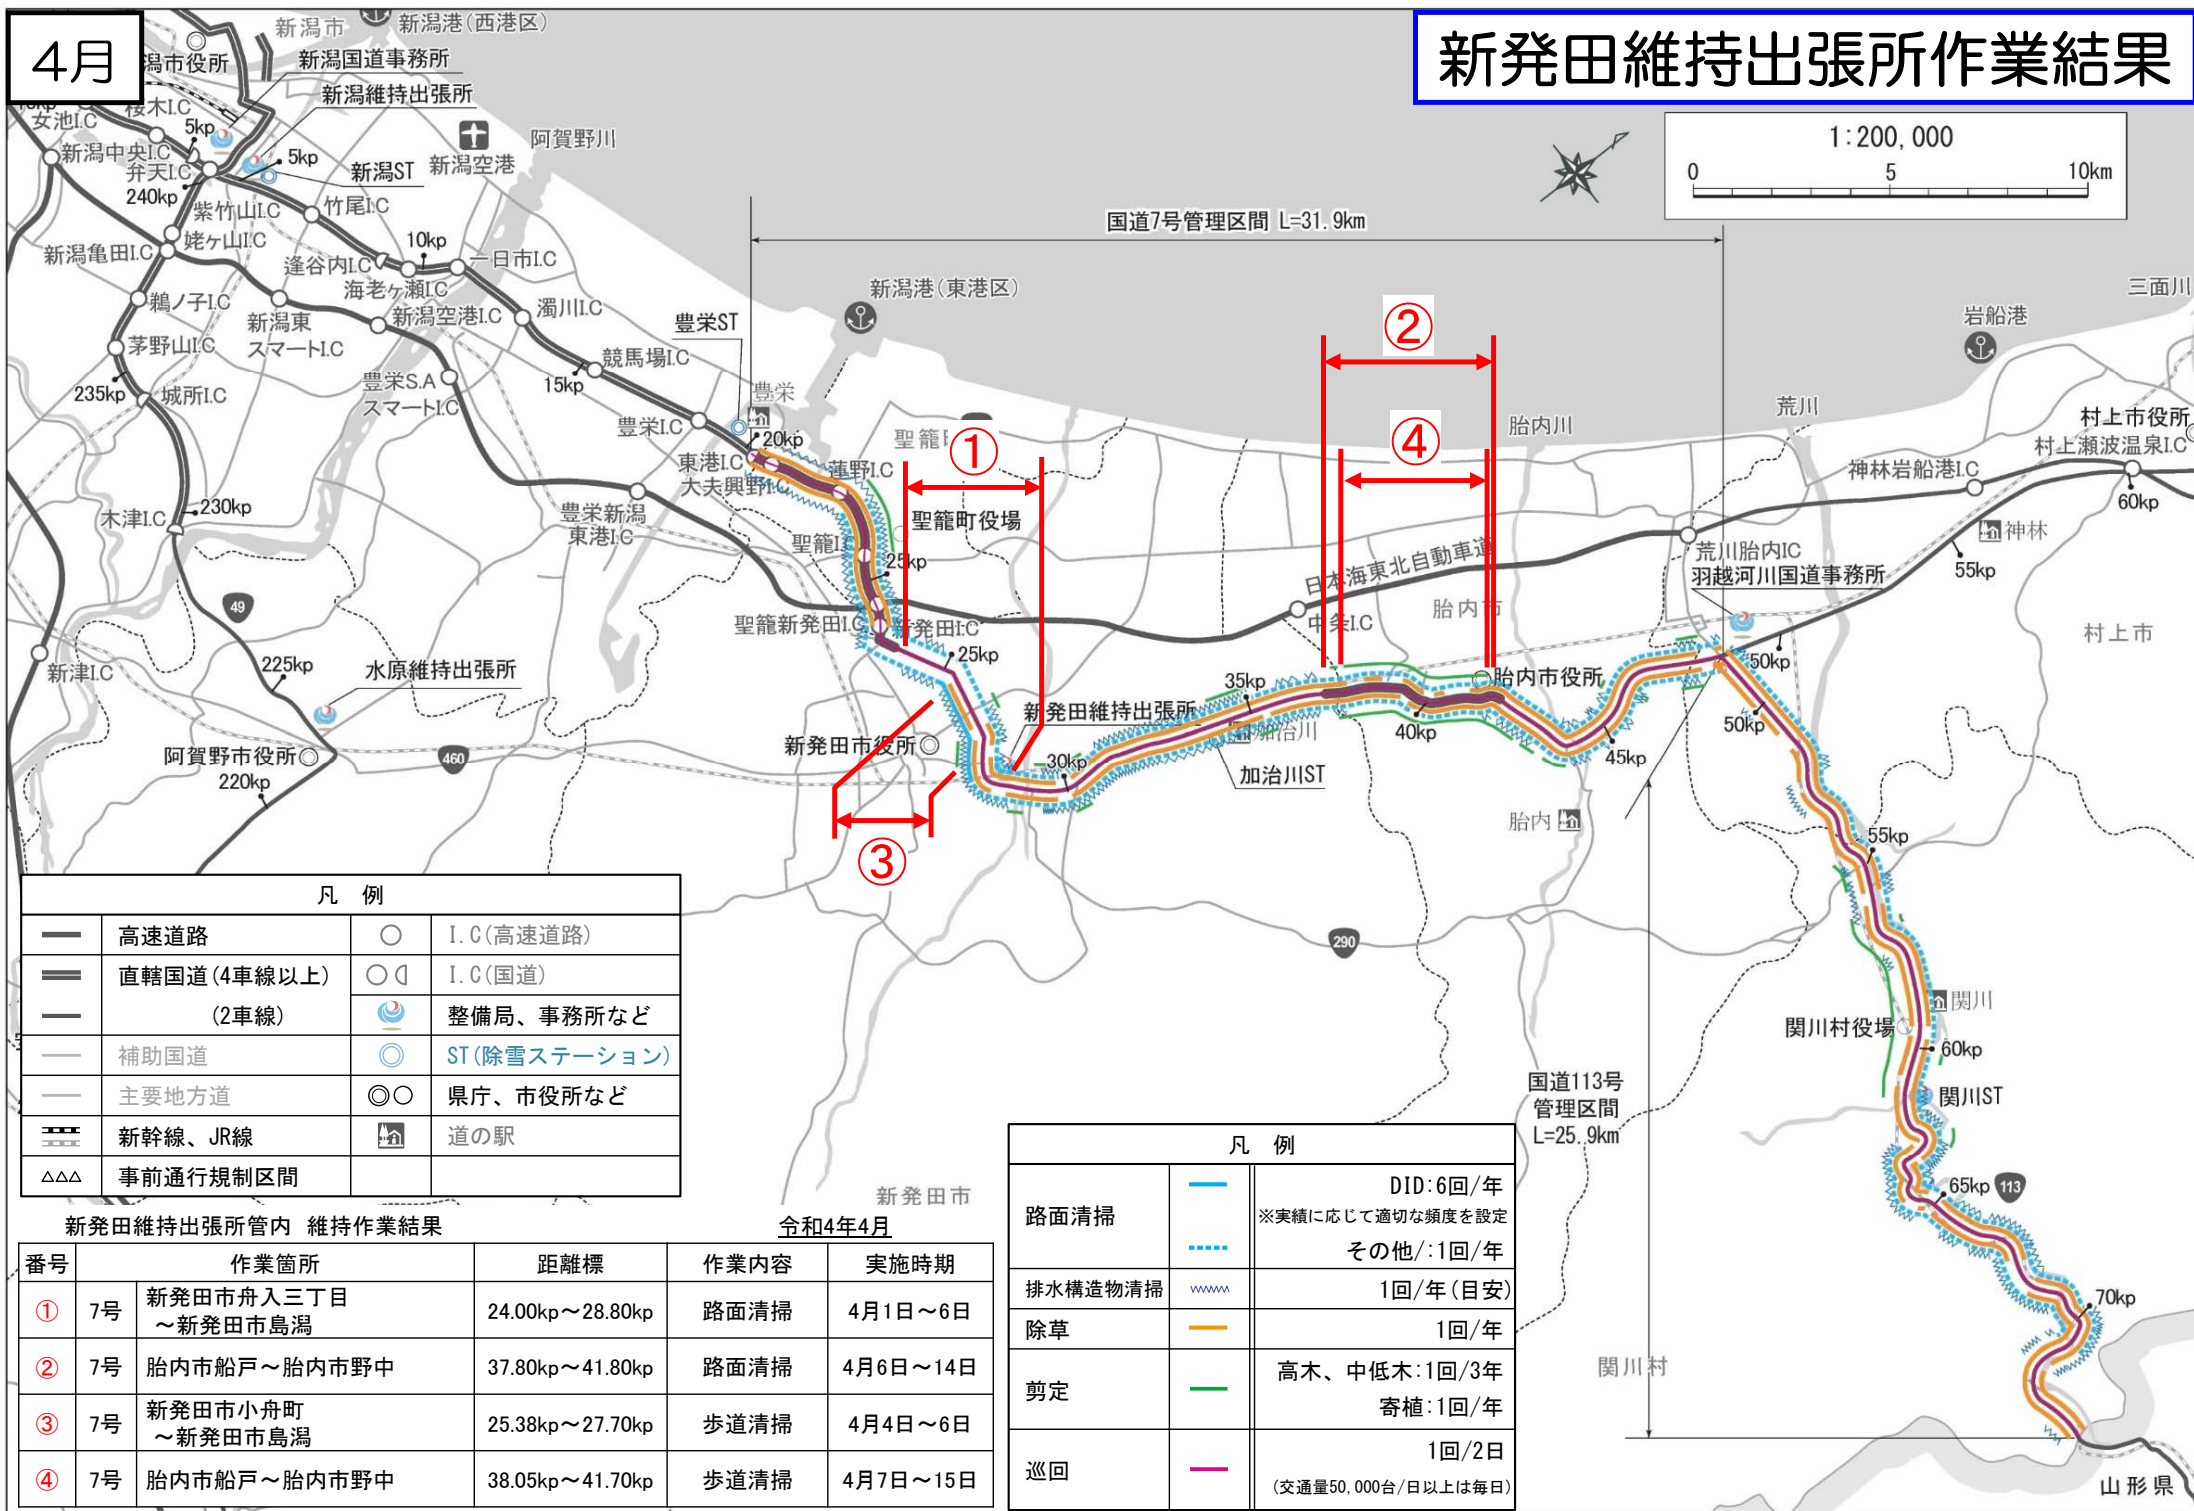 4月
新発田維持出張所作業結果
新潟市
新潟港(西港区)
潟市役所
新潟国道事務所
新潟維持出張所
桜木I.C
女池I.C
5kp
新潟中央I.C
弁天I.C
240kp
5kp
新潟ST
新潟空港
阿賀野川
1:200,000
0 5 10km
紫竹山I.C
竹尾I.C
国道7号管理区間 L=31.9km
姥ヶ山I.C
新潟亀田I.C
10kp
逢谷内I.C
一日市I.C
海老ヶ瀬I.C
鵜ノ子I.C
新潟東
スマートI.C
新潟空港I.C
濁川I.C
新潟港(東港区)
三面川
岩船港
豊栄ST
②
茅野山I.C
競馬場I.C
15kp
235kp
城所I.C
豊栄S.A
スマートI.C
豊栄
豊栄I.C
20kp
聖籠
①
④
胎内川
荒川
村上市役所
村上瀬波温泉I.C
東港I.C
大夫興野I.C
蓮野I.C
神林岩船港I.C
60kp
230kp
木津I.C
豊栄新潟
東港I.C
聖籠町役場
聖籠I.
25kp
日本海東北自動車道
荒川胎内IC
羽越河川国道事務所
神林
55kp
49
聖籠新発田I.C
新発田I.C
中条I.C
胎内市
村上市
新津I.C
225kp
水原維持出張所
25kp
35kp
胎内市役所
50kp
新発田維持出張所
50kp
40kp
45kp
阿賀野市役所
220kp
460
新発田市役所
30kp
加治川
加治川ST
胎内
③
55kp
290
凡 例
高速道路
I.C(高速道路)
直轄国道(4車線以上)
I.C(国道)
(2車線)
整備局、事務所など
補助国道
ST(除雪ステーション)
主要地方道
県庁、市役所など
新幹線、JR線
道の駅
事前通行規制区間
関川
関川村役場
60kp
関川ST
国道113号
管理区間
L=25.9km
65kp
113
70kp
関川村
山形県
新発田市
新発田維持出張所管内 維持作業結果
令和4年4月
番号 作業箇所 距離標 作業内容 実施時期
① 7号 新発田市舟入三丁目
～新発田市島潟 24.00kp～28.80kp 路面清掃 4月1日～6日
② 7号 胎内市船戸～胎内市野中 37.80kp～41.80kp 路面清掃 4月6日～14日
③ 7号 新発田市小舟町
～新発田市島潟 25.38kp～27.70kp 歩道清掃 4月4日～6日
④ 7号 胎内市船戸～胎内市野中 38.05kp～41.70kp 歩道清掃 4月7日～15日
凡 例
路面清掃 DID:6回/年
※実績に応じて適切な頻度を設定
その他/:1回/年
排水構造物清掃 1回/年(目安)
除草 1回/年
剪定 高木、中低木:1回/3年
寄植:1回/年
巡回 1回/2日
(交通量50,000台/日以上は毎日)